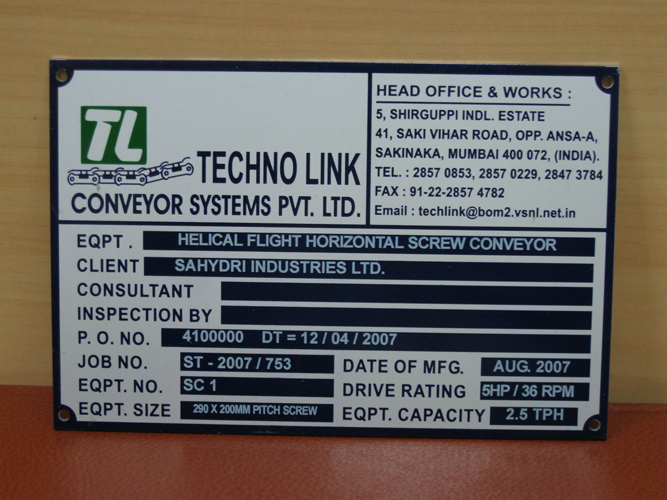 TL
TECHNO LINK
CONVEYOR SYSTEMS PVT. LTD.
HEAD OFFICE & WORKS :
5, SHIRGUPPI INDL. ESTATE
41, SAKI VIHAR ROAD, OPP. ANSA-A,
SAKINAKA, MUMBAI 400 072, (INDIA).
TEL. : 2857 0853, 2857 0229, 2847 3784
FAX : 91-22-2857 4782
Email : techlink@bom2.vsnl.net.in
EQPT . HELICAL FLIGHT HORIZONTAL SCREW CONVEYOR
CLIENT SAHYDRI INDUSTRIES LTD.
CONSULTANT
INSPECTION BY
P. O. NO. 4100000 DT = 12 / 04 / 2007
JOB NO. ST - 2007 / 753 DATE OF MFG. AUG. 2007
EQPT. NO. SC 1 DRIVE RATING 5HP / 36 RPM
EQPT. SIZE 290 X 200MM PITCH SCREW EQPT. CAPACITY 2.5 TPH